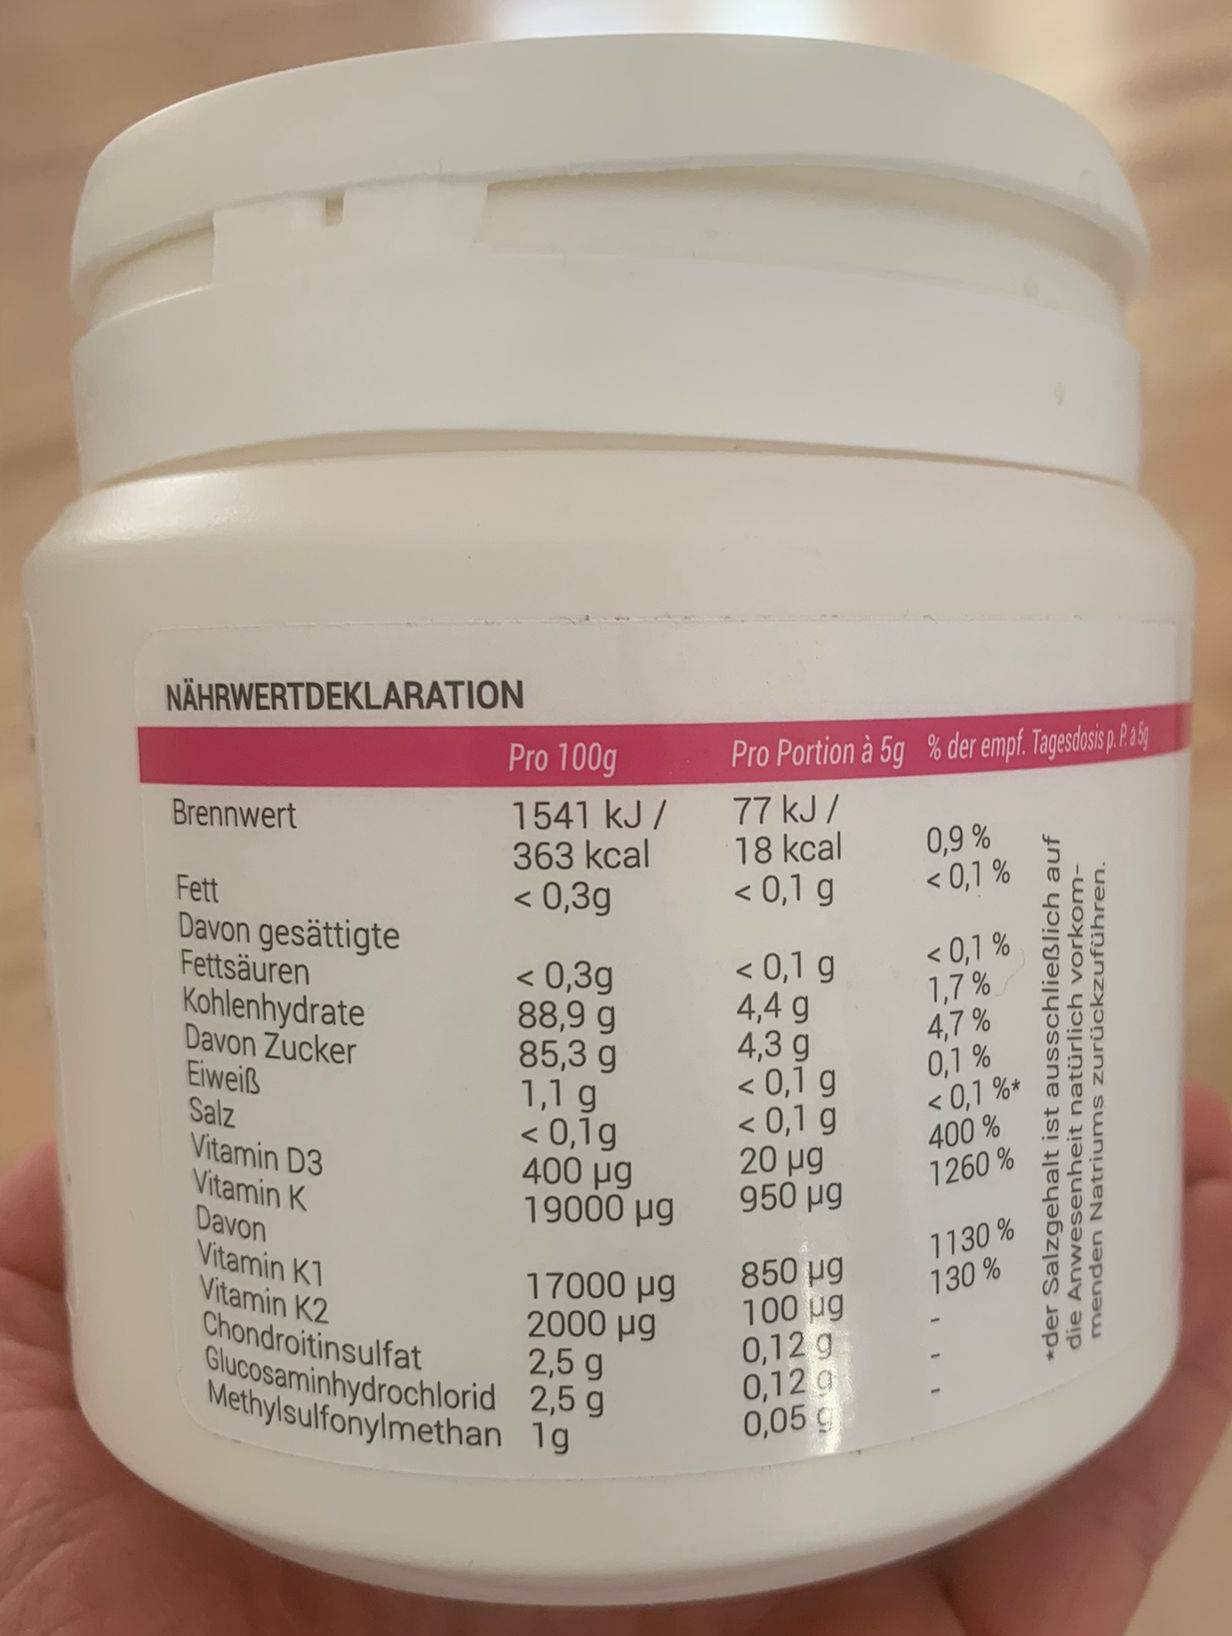 NÄHRWERTDEKLARATION
Pro 100g Pro Portion à 5g % der empf. Tagesdosis p. P. a 5g
Brennwert 1541 kJ / 77 kJ /
363 kcal 18 kcal 0,9 %
Fett < 0,3g < 0,1 g < 0,1 %
Davon gesättigte
Fettsäuren < 0,3g < 0,1 g < 0,1 %
Kohlenhydrate 88,9 g 4,4 g 1,7 %
Davon Zucker 85,3 g 4,3 g 4,7 %
Eiweiß 1,1 g < 0,1 g 0,1 %
Salz < 0,1g < 0,1 g < 0,1 %*
Vitamin D3 400 µg 20 µg 400 %
Vitamin K 19000 µg 950 µg 1260 %
Davon
Vitamin K1 17000 µg 850 µg 1130 %
Vitamin K2 2000 µg 100 µg 130 %
Chondroitinsulfat 2,5 g 0,12 g -
Glucosaminhydrochlorid 2,5 g 0,12 g -
Methylsulfonylmethan 1g 0,05 g -
*der Salzgehalt ist ausschließlich auf
die Anwesenheit natürlich vorkom-
menden Natriums zurückzuführen.